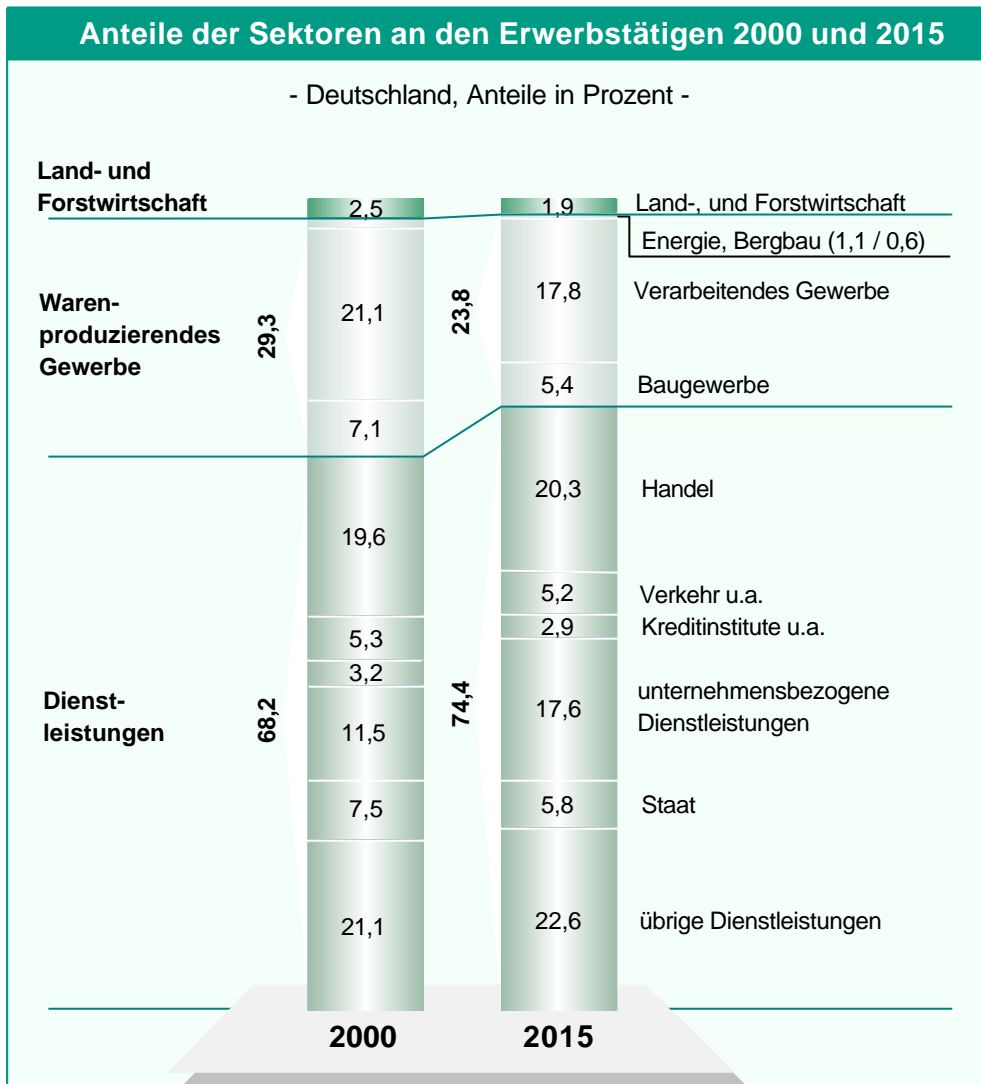 Anteile der Sektoren an den Erwerbstätigen 2000 und 2015
- Deutschland, Anteile in Prozent -
Land- und
Forstwirtschaft
2,5
1,9
Land-, und Forstwirtschaft
Energie, Bergbau (1,1 / 0,6)
Waren-
produzierendes
Gewerbe
29,3
21,1
23,8
17,8
Verarbeitendes Gewerbe
7,1
5,4
Baugewerbe
19,6
20,3
Handel
5,3
5,2
Verkehr u.a.
3,2
2,9
Kreditinstitute u.a.
Dienst-
leistungen
68,2
11,5
74,4
17,6
unternehmensbezogene
Dienstleistungen
7,5
5,8
Staat
21,1
22,6
übrige Dienstleistungen
2000
2015